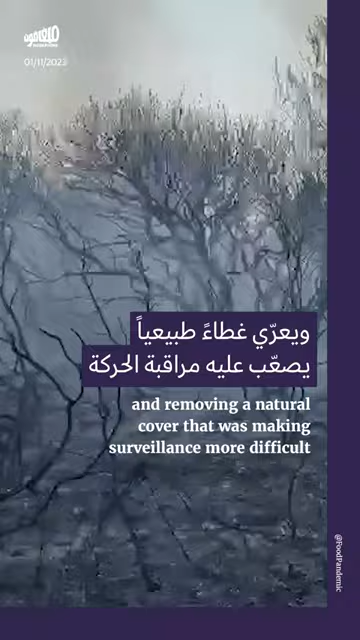 01/11/2023
ويعرّي غطاءً طبيعياً
يصعّب عليه مراقبة الحركة
and removing a natural
cover that was making
surveillance more difficult
@FoodPandemic